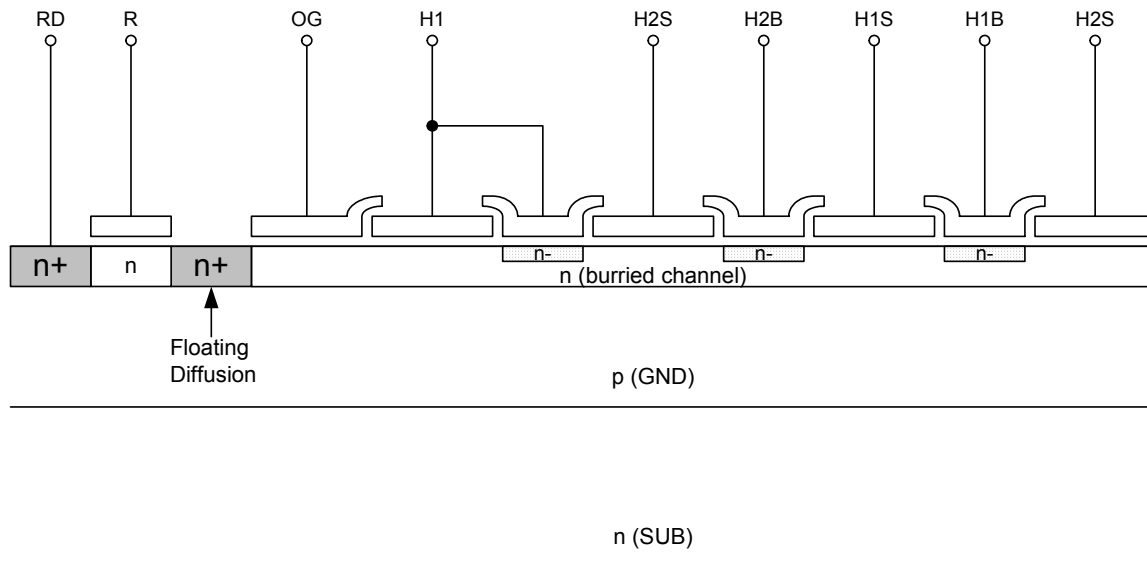 RD R OG H1 H2S H2B H1S H1B H2S
n+ n n+ n- n- n-
n (burried channel)
Floating
Diffusion
p (GND)
n (SUB)